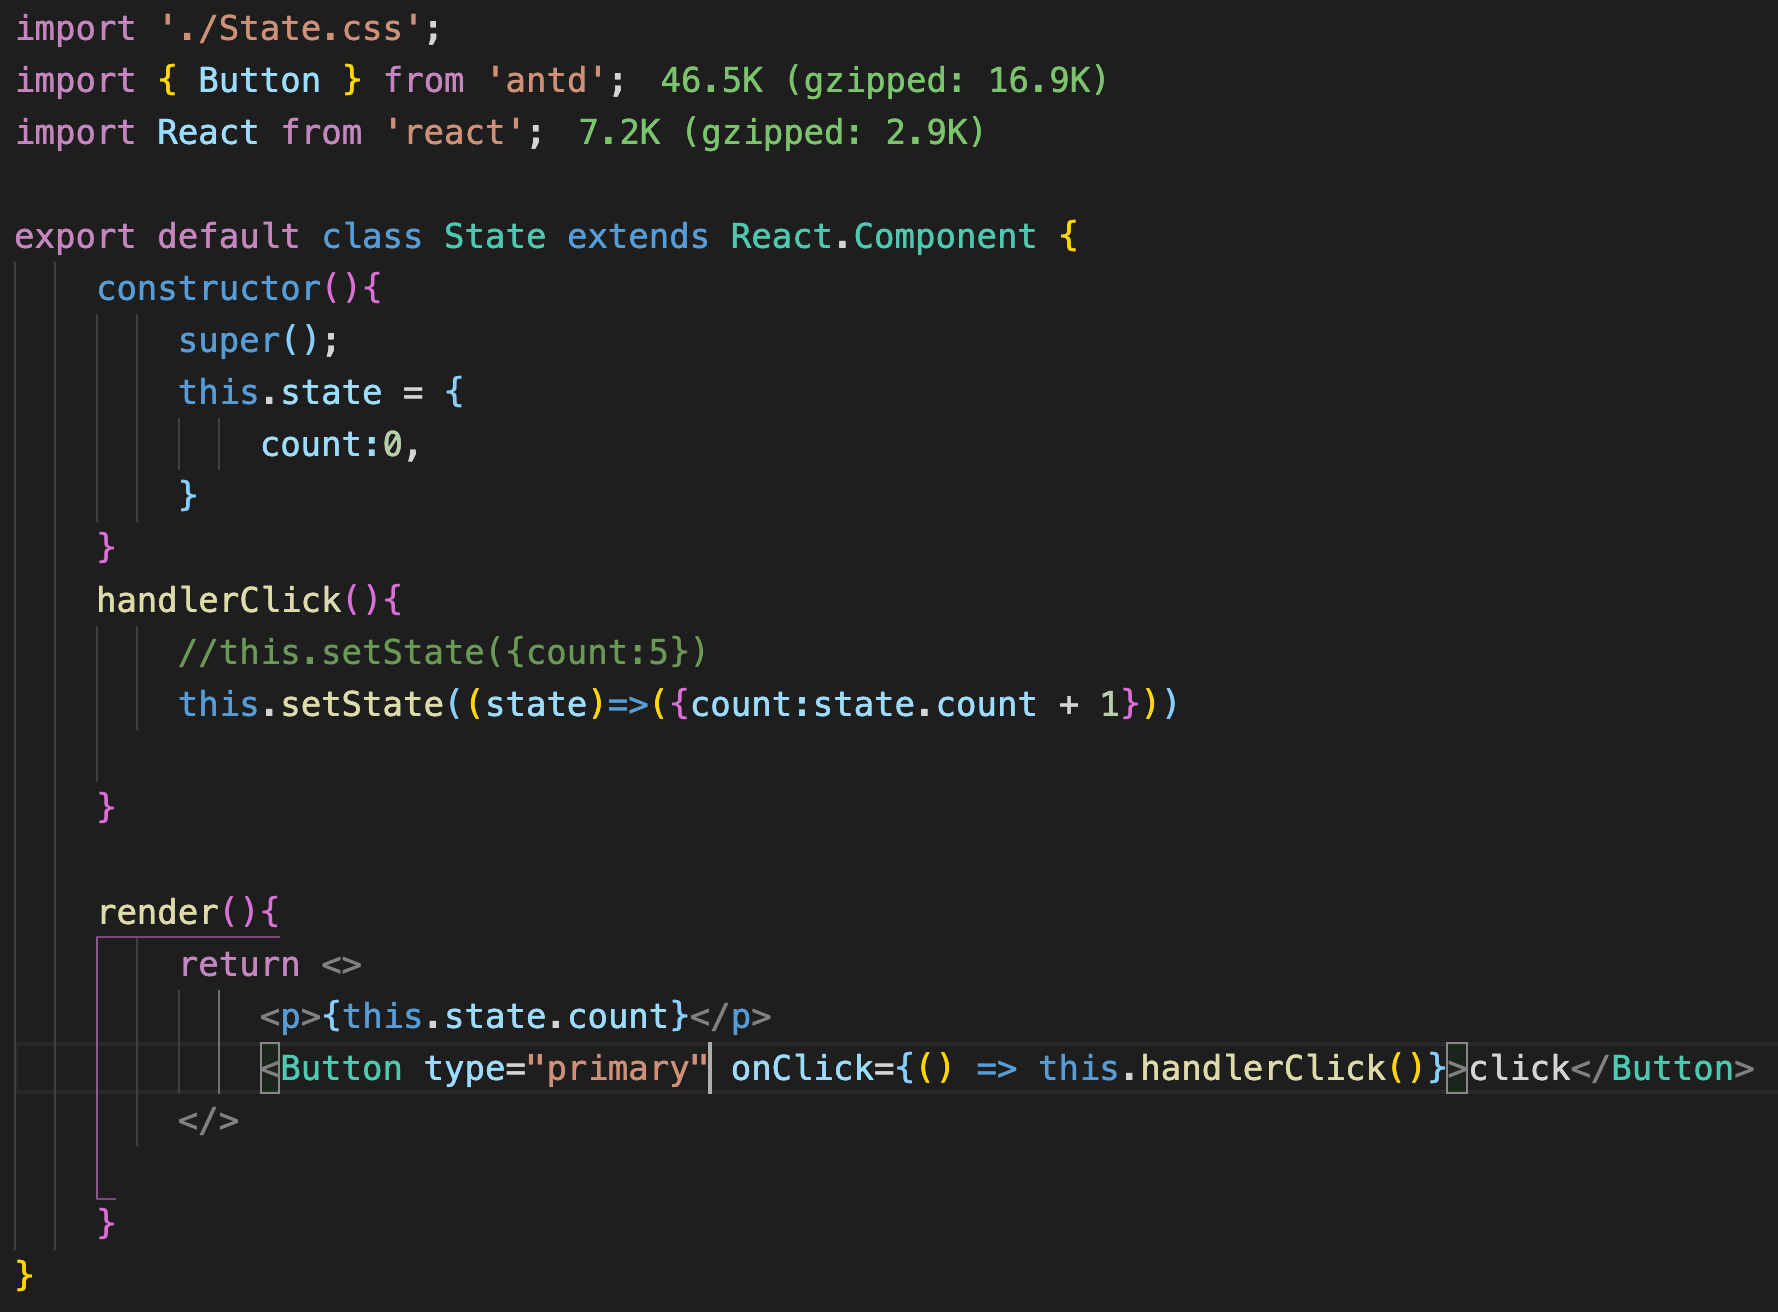 import './State.css';
import { Button } from 'antd';  46.5K (gzipped: 16.9K)
import React from 'react';  7.2K (gzipped: 2.9K)

export default class State extends React.Component {
    constructor(){
        super();
        this.state = {
            count:0,
        }
    }
    handlerClick(){
        //this.setState({count:5})
        this.setState((state)=>({count:state.count + 1}))

    }

    render(){
        return <>
            <p>{this.state.count}</p>
            <Button type="primary" onClick={() => this.handlerClick()}>click</Button>
        </>

    }
}